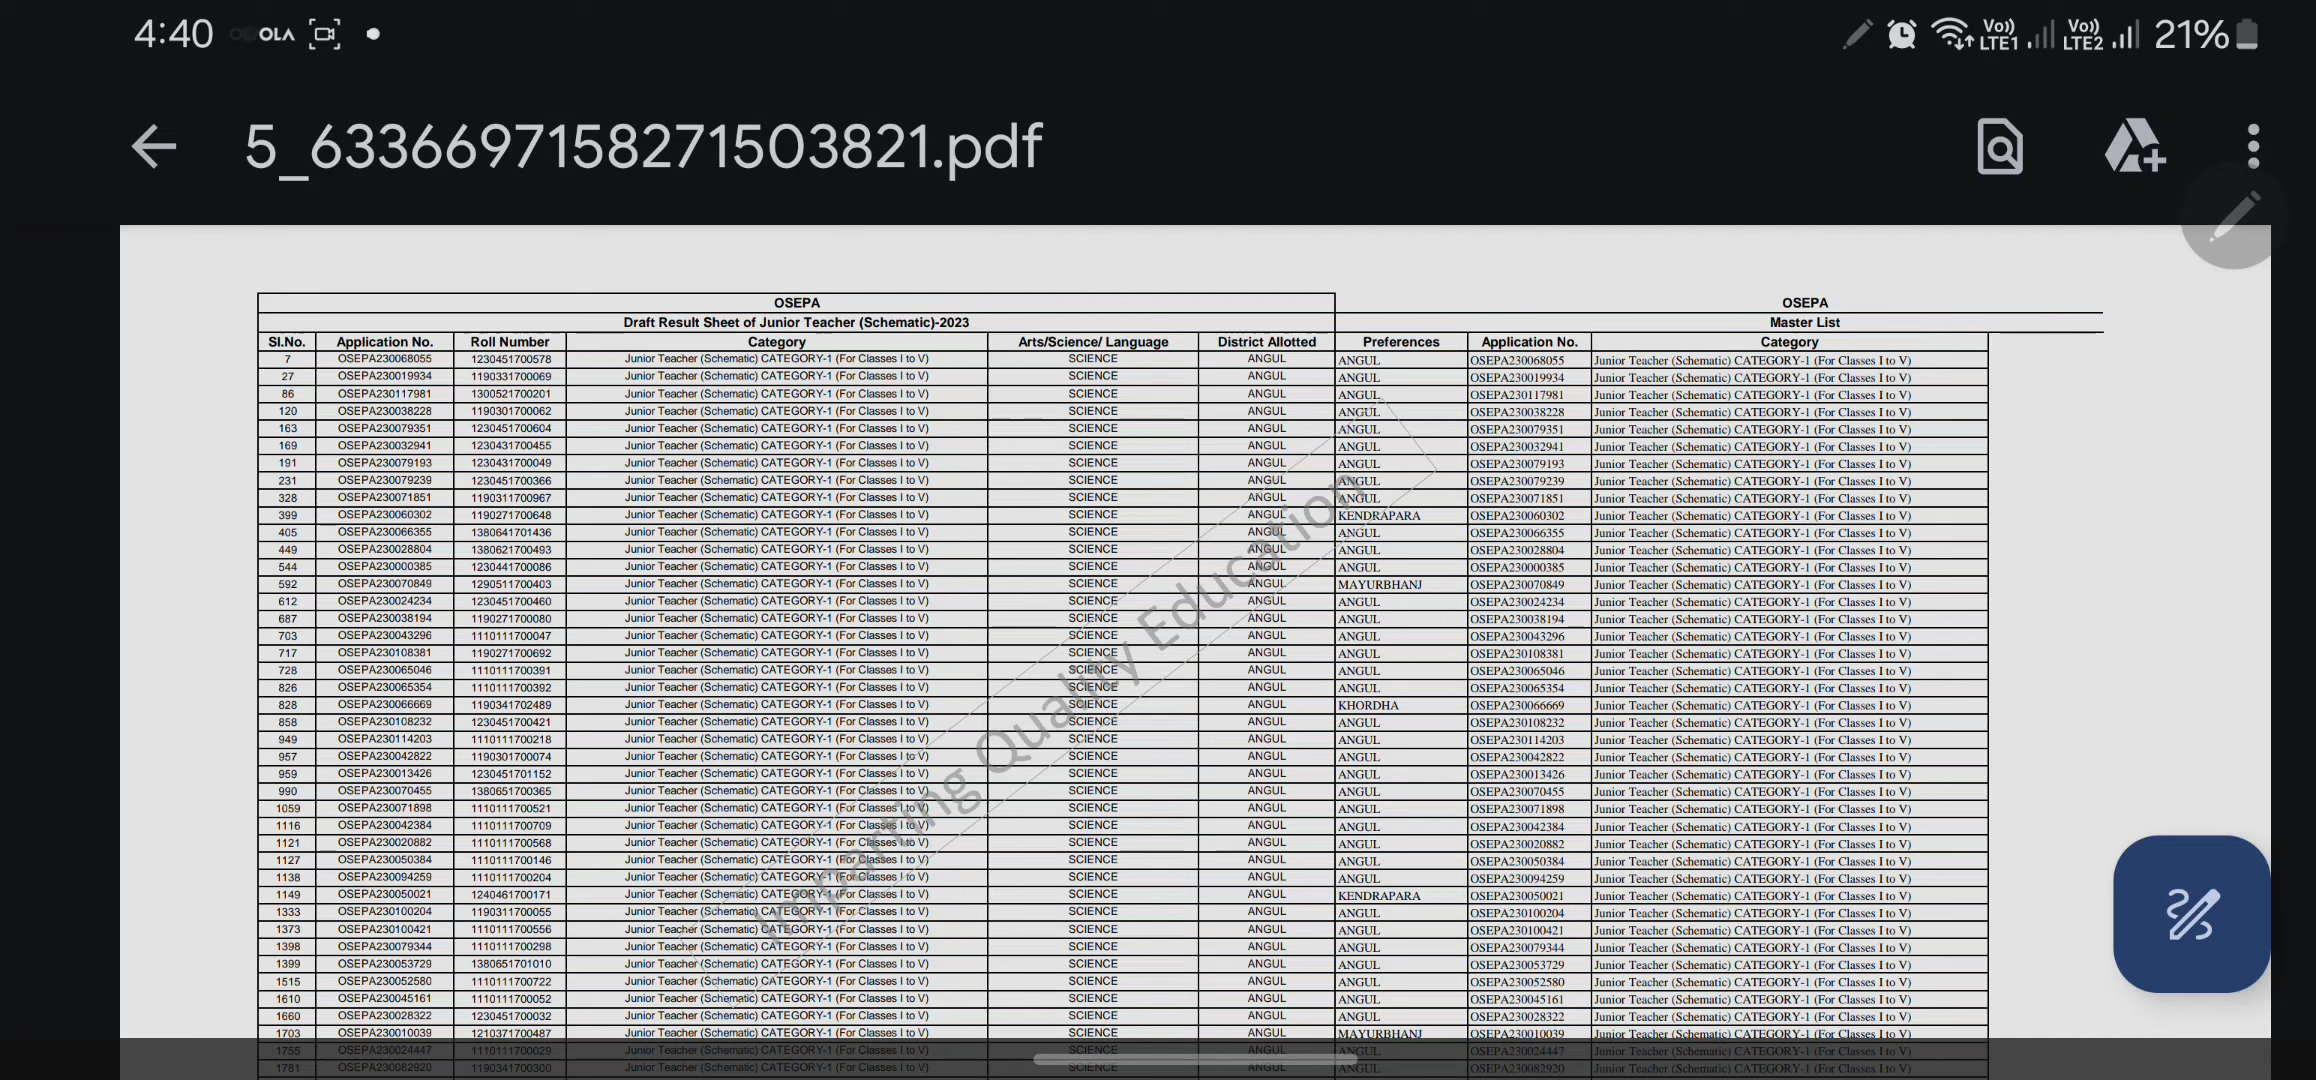 4:40 OLA Vo)) LTE1 Vo)) LTE2 21%
5_6336697158271503821.pdf
OSEPA OSEPA
Draft Result Sheet of Junior Teacher (Schematic)-2023 Master List
Sl.No. Application No. Roll Number Category Arts/Science/ Language District Allotted Preferences Application No. Category
7 OSEPA230068055 1230451700578 Junior Teacher (Schematic) CATEGORY-1 (For Classes I to V) SCIENCE ANGUL ANGUL OSEPA230068055 Junior Teacher (Schematic) CATEGORY-1 (For Classes I to V)
27 OSEPA230019934 1190331700069 Junior Teacher (Schematic) CATEGORY-1 (For Classes I to V) SCIENCE ANGUL ANGUL OSEPA230019934 Junior Teacher (Schematic) CATEGORY-1 (For Classes I to V)
86 OSEPA230117981 1300521700201 Junior Teacher (Schematic) CATEGORY-1 (For Classes I to V) SCIENCE ANGUL ANGUL OSEPA230117981 Junior Teacher (Schematic) CATEGORY-1 (For Classes I to V)
120 OSEPA230038228 1190301700062 Junior Teacher (Schematic) CATEGORY-1 (For Classes I to V) SCIENCE ANGUL ANGUL OSEPA230038228 Junior Teacher (Schematic) CATEGORY-1 (For Classes I to V)
163 OSEPA230079351 1230451700604 Junior Teacher (Schematic) CATEGORY-1 (For Classes I to V) SCIENCE ANGUL ANGUL OSEPA230079351 Junior Teacher (Schematic) CATEGORY-1 (For Classes I to V)
169 OSEPA230032941 1230431700455 Junior Teacher (Schematic) CATEGORY-1 (For Classes I to V) SCIENCE ANGUL ANGUL OSEPA230032941 Junior Teacher (Schematic) CATEGORY-1 (For Classes I to V)
191 OSEPA230079193 1230431700049 Junior Teacher (Schematic) CATEGORY-1 (For Classes I to V) SCIENCE ANGUL ANGUL OSEPA230079193 Junior Teacher (Schematic) CATEGORY-1 (For Classes I to V)
231 OSEPA230079239 1230451700366 Junior Teacher (Schematic) CATEGORY-1 (For Classes I to V) SCIENCE ANGUL ANGUL OSEPA230079239 Junior Teacher (Schematic) CATEGORY-1 (For Classes I to V)
328 OSEPA230071851 1190311700967 Junior Teacher (Schematic) CATEGORY-1 (For Classes I to V) SCIENCE ANGUL ANGUL OSEPA230071851 Junior Teacher (Schematic) CATEGORY-1 (For Classes I to V)
399 OSEPA230060302 1190271700648 Junior Teacher (Schematic) CATEGORY-1 (For Classes I to V) SCIENCE ANGUL KENDRAPARA OSEPA230060302 Junior Teacher (Schematic) CATEGORY-1 (For Classes I to V)
405 OSEPA230066355 1380641701436 Junior Teacher (Schematic) CATEGORY-1 (For Classes I to V) SCIENCE ANGUL ANGUL OSEPA230066355 Junior Teacher (Schematic) CATEGORY-1 (For Classes I to V)
449 OSEPA230028804 1380621700493 Junior Teacher (Schematic) CATEGORY-1 (For Classes I to V) SCIENCE ANGUL ANGUL OSEPA230028804 Junior Teacher (Schematic) CATEGORY-1 (For Classes I to V)
544 OSEPA230000385 1230441700086 Junior Teacher (Schematic) CATEGORY-1 (For Classes I to V) SCIENCE ANGUL ANGUL OSEPA230000385 Junior Teacher (Schematic) CATEGORY-1 (For Classes I to V)
592 OSEPA230070849 1290511700403 Junior Teacher (Schematic) CATEGORY-1 (For Classes I to V) SCIENCE ANGUL MAYURBHANJ OSEPA230070849 Junior Teacher (Schematic) CATEGORY-1 (For Classes I to V)
612 OSEPA230024234 1230451700460 Junior Teacher (Schematic) CATEGORY-1 (For Classes I to V) SCIENCE ANGUL ANGUL OSEPA230024234 Junior Teacher (Schematic) CATEGORY-1 (For Classes I to V)
687 OSEPA230038194 1190271700080 Junior Teacher (Schematic) CATEGORY-1 (For Classes I to V) SCIENCE ANGUL ANGUL OSEPA230038194 Junior Teacher (Schematic) CATEGORY-1 (For Classes I to V)
703 OSEPA230043296 1110111700047 Junior Teacher (Schematic) CATEGORY-1 (For Classes I to V) SCIENCE ANGUL ANGUL OSEPA230043296 Junior Teacher (Schematic) CATEGORY-1 (For Classes I to V)
717 OSEPA230108381 1190271700692 Junior Teacher (Schematic) CATEGORY-1 (For Classes I to V) SCIENCE ANGUL ANGUL OSEPA230108381 Junior Teacher (Schematic) CATEGORY-1 (For Classes I to V)
728 OSEPA230065046 1110111700391 Junior Teacher (Schematic) CATEGORY-1 (For Classes I to V) SCIENCE ANGUL ANGUL OSEPA230065046 Junior Teacher (Schematic) CATEGORY-1 (For Classes I to V)
826 OSEPA230065354 1110111700392 Junior Teacher (Schematic) CATEGORY-1 (For Classes I to V) SCIENCE ANGUL ANGUL OSEPA230065354 Junior Teacher (Schematic) CATEGORY-1 (For Classes I to V)
828 OSEPA230066669 1190341702489 Junior Teacher (Schematic) CATEGORY-1 (For Classes I to V) SCIENCE ANGUL KHORDHA OSEPA230066669 Junior Teacher (Schematic) CATEGORY-1 (For Classes I to V)
858 OSEPA230108232 1230451700421 Junior Teacher (Schematic) CATEGORY-1 (For Classes I to V) SCIENCE ANGUL ANGUL OSEPA230108232 Junior Teacher (Schematic) CATEGORY-1 (For Classes I to V)
949 OSEPA230114203 1110111700218 Junior Teacher (Schematic) CATEGORY-1 (For Classes I to V) SCIENCE ANGUL ANGUL OSEPA230114203 Junior Teacher (Schematic) CATEGORY-1 (For Classes I to V)
957 OSEPA230042822 1190301700074 Junior Teacher (Schematic) CATEGORY-1 (For Classes I to V) SCIENCE ANGUL ANGUL OSEPA230042822 Junior Teacher (Schematic) CATEGORY-1 (For Classes I to V)
959 OSEPA230013426 1230451701152 Junior Teacher (Schematic) CATEGORY-1 (For Classes I to V) SCIENCE ANGUL ANGUL OSEPA230013426 Junior Teacher (Schematic) CATEGORY-1 (For Classes I to V)
990 OSEPA230070455 1380651700365 Junior Teacher (Schematic) CATEGORY-1 (For Classes I to V) SCIENCE ANGUL ANGUL OSEPA230070455 Junior Teacher (Schematic) CATEGORY-1 (For Classes I to V)
1059 OSEPA230071898 1110111700521 Junior Teacher (Schematic) CATEGORY-1 (For Classes I to V) SCIENCE ANGUL ANGUL OSEPA230071898 Junior Teacher (Schematic) CATEGORY-1 (For Classes I to V)
1116 OSEPA230042384 1110111700709 Junior Teacher (Schematic) CATEGORY-1 (For Classes I to V) SCIENCE ANGUL ANGUL OSEPA230042384 Junior Teacher (Schematic) CATEGORY-1 (For Classes I to V)
1121 OSEPA230020882 1110111700568 Junior Teacher (Schematic) CATEGORY-1 (For Classes I to V) SCIENCE ANGUL ANGUL OSEPA230020882 Junior Teacher (Schematic) CATEGORY-1 (For Classes I to V)
1127 OSEPA230050384 1110111700146 Junior Teacher (Schematic) CATEGORY-1 (For Classes I to V) SCIENCE ANGUL ANGUL OSEPA230050384 Junior Teacher (Schematic) CATEGORY-1 (For Classes I to V)
1138 OSEPA230094259 1110111700204 Junior Teacher (Schematic) CATEGORY-1 (For Classes I to V) SCIENCE ANGUL ANGUL OSEPA230094259 Junior Teacher (Schematic) CATEGORY-1 (For Classes I to V)
1149 OSEPA230050021 1240461700171 Junior Teacher (Schematic) CATEGORY-1 (For Classes I to V) SCIENCE ANGUL KENDRAPARA OSEPA230050021 Junior Teacher (Schematic) CATEGORY-1 (For Classes I to V)
1333 OSEPA230100204 1190311700055 Junior Teacher (Schematic) CATEGORY-1 (For Classes I to V) SCIENCE ANGUL ANGUL OSEPA230100204 Junior Teacher (Schematic) CATEGORY-1 (For Classes I to V)
1373 OSEPA230100421 1110111700556 Junior Teacher (Schematic) CATEGORY-1 (For Classes I to V) SCIENCE ANGUL ANGUL OSEPA230100421 Junior Teacher (Schematic) CATEGORY-1 (For Classes I to V)
1398 OSEPA230079344 1110111700298 Junior Teacher (Schematic) CATEGORY-1 (For Classes I to V) SCIENCE ANGUL ANGUL OSEPA230079344 Junior Teacher (Schematic) CATEGORY-1 (For Classes I to V)
1399 OSEPA230053729 1380651701010 Junior Teacher (Schematic) CATEGORY-1 (For Classes I to V) SCIENCE ANGUL ANGUL OSEPA230053729 Junior Teacher (Schematic) CATEGORY-1 (For Classes I to V)
1515 OSEPA230052580 1110111700722 Junior Teacher (Schematic) CATEGORY-1 (For Classes I to V) SCIENCE ANGUL ANGUL OSEPA230052580 Junior Teacher (Schematic) CATEGORY-1 (For Classes I to V)
1610 OSEPA230045161 1110111700052 Junior Teacher (Schematic) CATEGORY-1 (For Classes I to V) SCIENCE ANGUL ANGUL OSEPA230045161 Junior Teacher (Schematic) CATEGORY-1 (For Classes I to V)
1660 OSEPA230028322 1230451700032 Junior Teacher (Schematic) CATEGORY-1 (For Classes I to V) SCIENCE ANGUL ANGUL OSEPA230028322 Junior Teacher (Schematic) CATEGORY-1 (For Classes I to V)
1703 OSEPA230010039 1210371700487 Junior Teacher (Schematic) CATEGORY-1 (For Classes I to V) SCIENCE ANGUL MAYURBHANJ OSEPA230010039 Junior Teacher (Schematic) CATEGORY-1 (For Classes I to V)
1755 OSEPA230024447 1110111700029 Junior Teacher (Schematic) CATEGORY-1 (For Classes I to V) SCIENCE ANGUL ANGUL OSEPA230024447 Junior Teacher (Schematic) CATEGORY-1 (For Classes I to V)
1781 OSEPA230082920 1190341700300 Junior Teacher (Schematic) CATEGORY-1 (For Classes I to V) SCIENCE ANGUL ANGUL OSEPA230082920 Junior Teacher (Schematic) CATEGORY-1 (For Classes I to V)
Imparting Quality Education